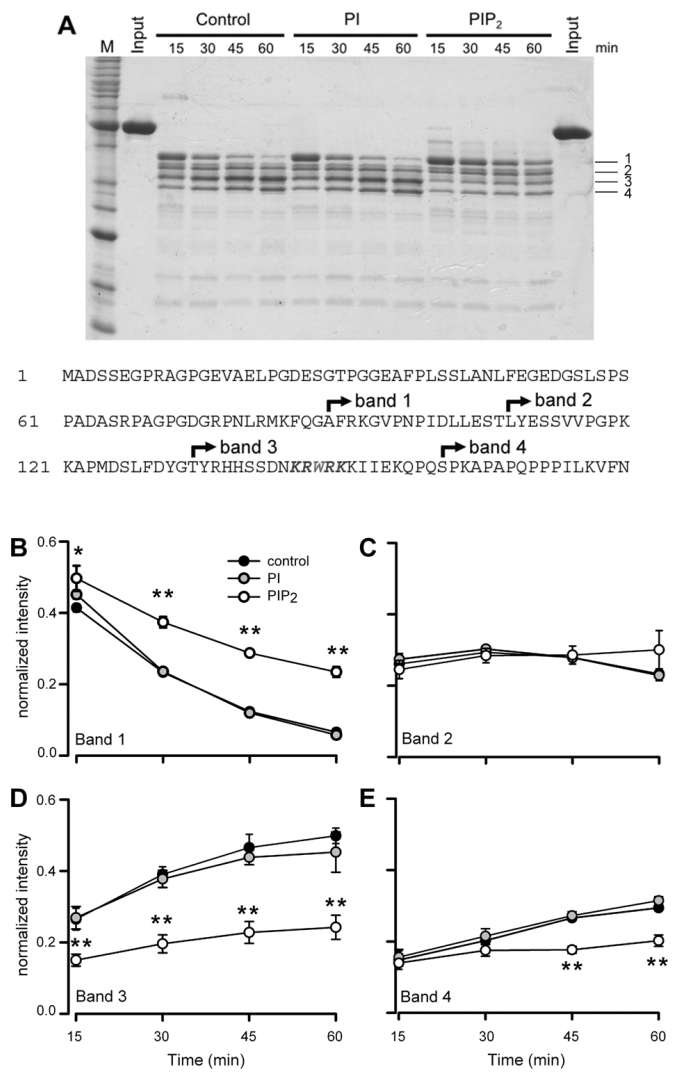 A
Control PI PIP2
M Input 15 30 45 60 15 30 45 60 15 30 45 60 Input min
1
2
3
4
1 MADSSEGPRAGPGEVAELPGDESGTPGGEAFPLSSLANLFEGEDGSLSPS
band 1 band 2
61 PADASRPAGPGDGRPNLRMKFQGAFRKGVPNPIDLLESTLYESSVVPGPK
band 3 band 4
121 KAPMDSLFDYGTYRHHSSDNKRWRKKIIEKQPQSPKAPAPQPPPILKVFN
B
0.6
0.4
0.2
0.0
normalized intensity
* ** ** **
control
PI
PIP2
Band 1
C
Band 2
D
0.6
0.4
0.2
0.0
normalized intensity
** ** ** **
Band 3
15 30 45 60
Time (min)
E
** **
Band 4
15 30 45 60
Time (min)